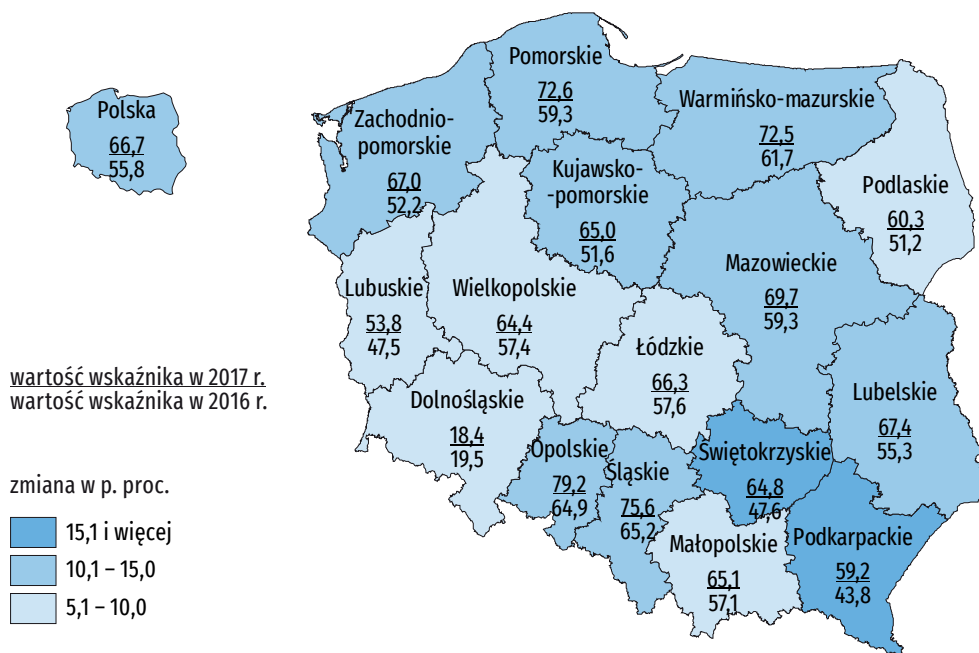 Polska
66,7
55,8
Pomorskie
72,6
59,3
Warmińsko-mazurskie
72,5
61,7
Zachodnio-
pomorskie
67,0
52,2
Kujawsko-
-pomorskie
65,0
51,6
Podlaskie
60,3
51,2
Mazowieckie
69,7
59,3
Lubuskie
53,8
47,5
Wielkopolskie
64,4
57,4
Łódzkie
66,3
57,6
Lubelskie
67,4
55,3
Dolnośląskie
18,4
19,5
Opolskie
79,2
64,9
Śląskie
75,6
65,2
Świętokrzyskie
64,8
47,6
Małopolskie
65,1
57,1
Podkarpackie
59,2
43,8
wartość wskaźnika w 2017 r.
wartość wskaźnika w 2016 r.
zmiana w p. proc.
15,1 i więcej
10,1 – 15,0
5,1 – 10,0